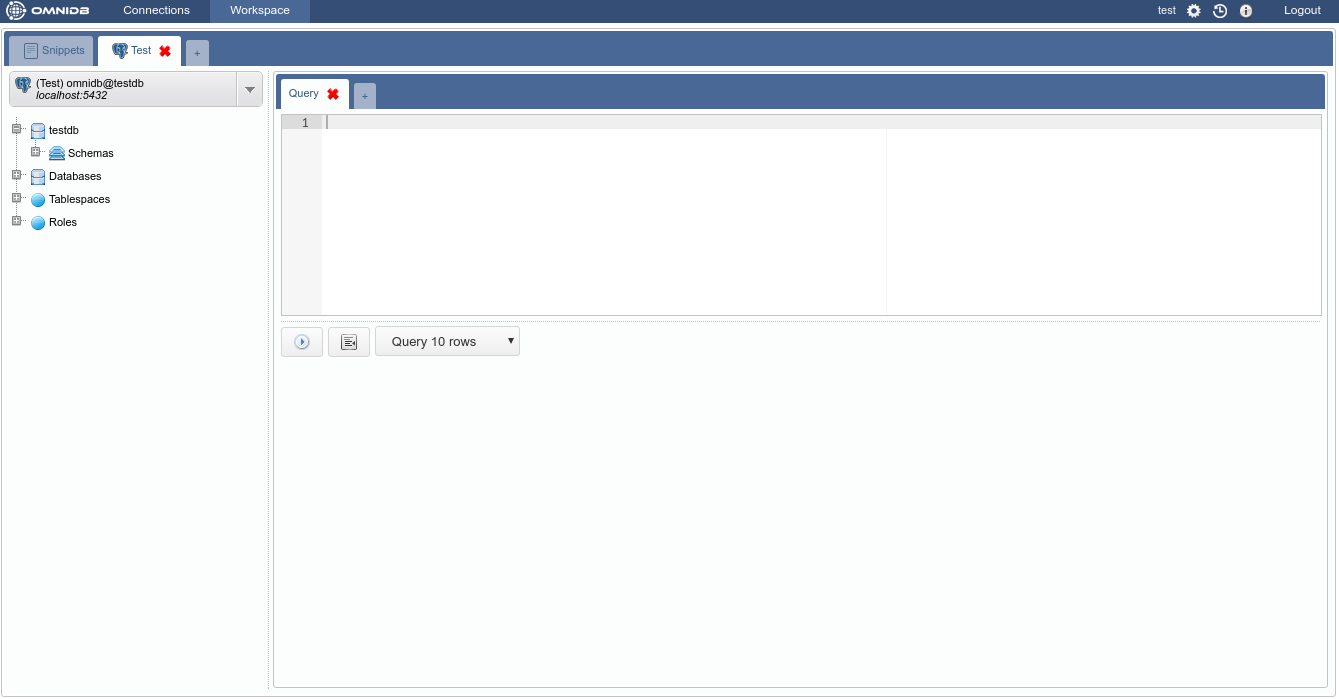 OMNIDB Connections Workspace test Logout
Snippets Test +
(Test) omnidb@testdb
localhost:5432
testdb
Schemas
Databases
Tablespaces
Roles
Query +
1
Query 10 rows